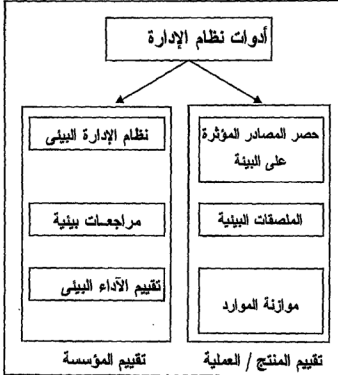 أدوات نظام الإدارة
حصر المصادر المؤثرة
على البيئة
الملصقات البيئية
موازنة الموارد
تقييم المنتج / العملية
نظام الإدارة البيئى
مراجعات بيئية
تقييم الآداء البيئى
تقييم المؤسسة